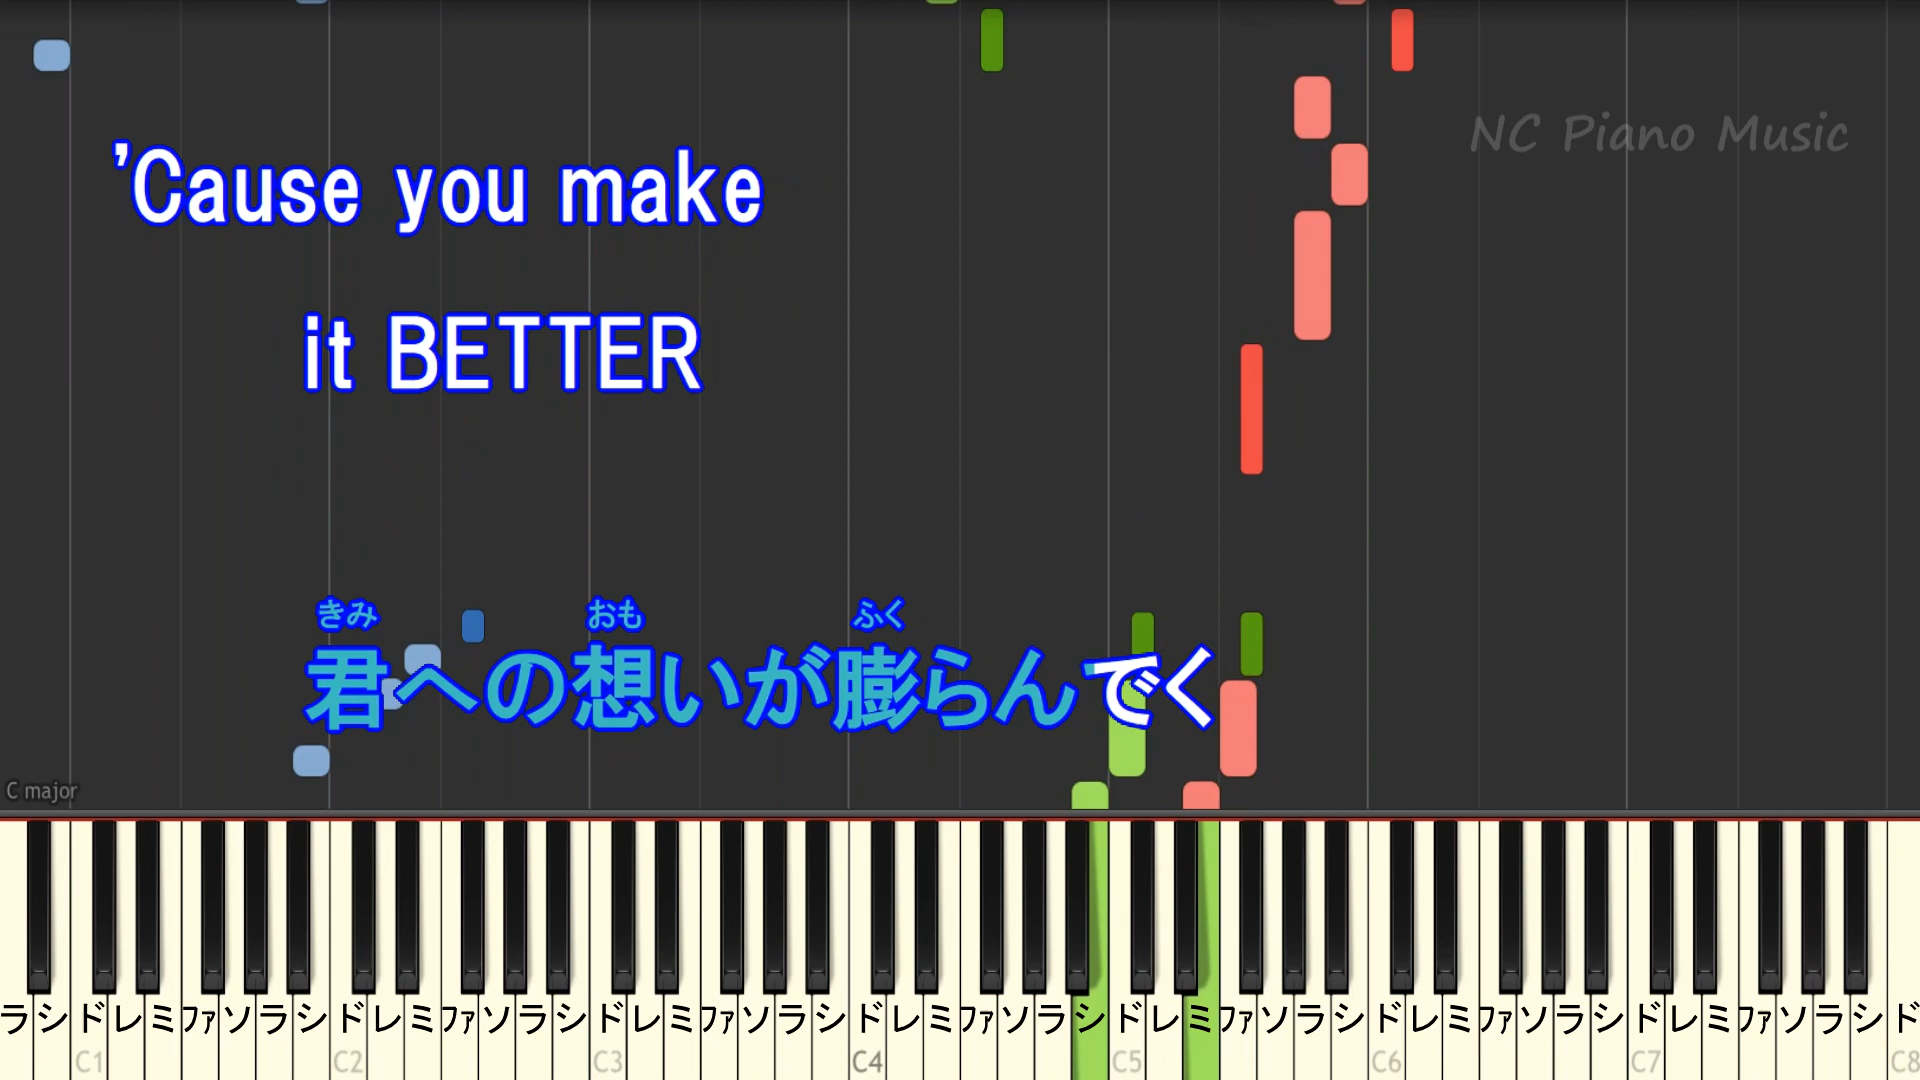 NC Piano Music
'Cause you make
it BETTER
きみ おも ふく
君への想いが膨らんでく
C major
ラシドレミファソラシドレミファソラシドレミファソラシドレミファソラシドレミファソラシドレミファソラシドレミファソラシド
C1 C2 C3 C4 C5 C6 C7 C8